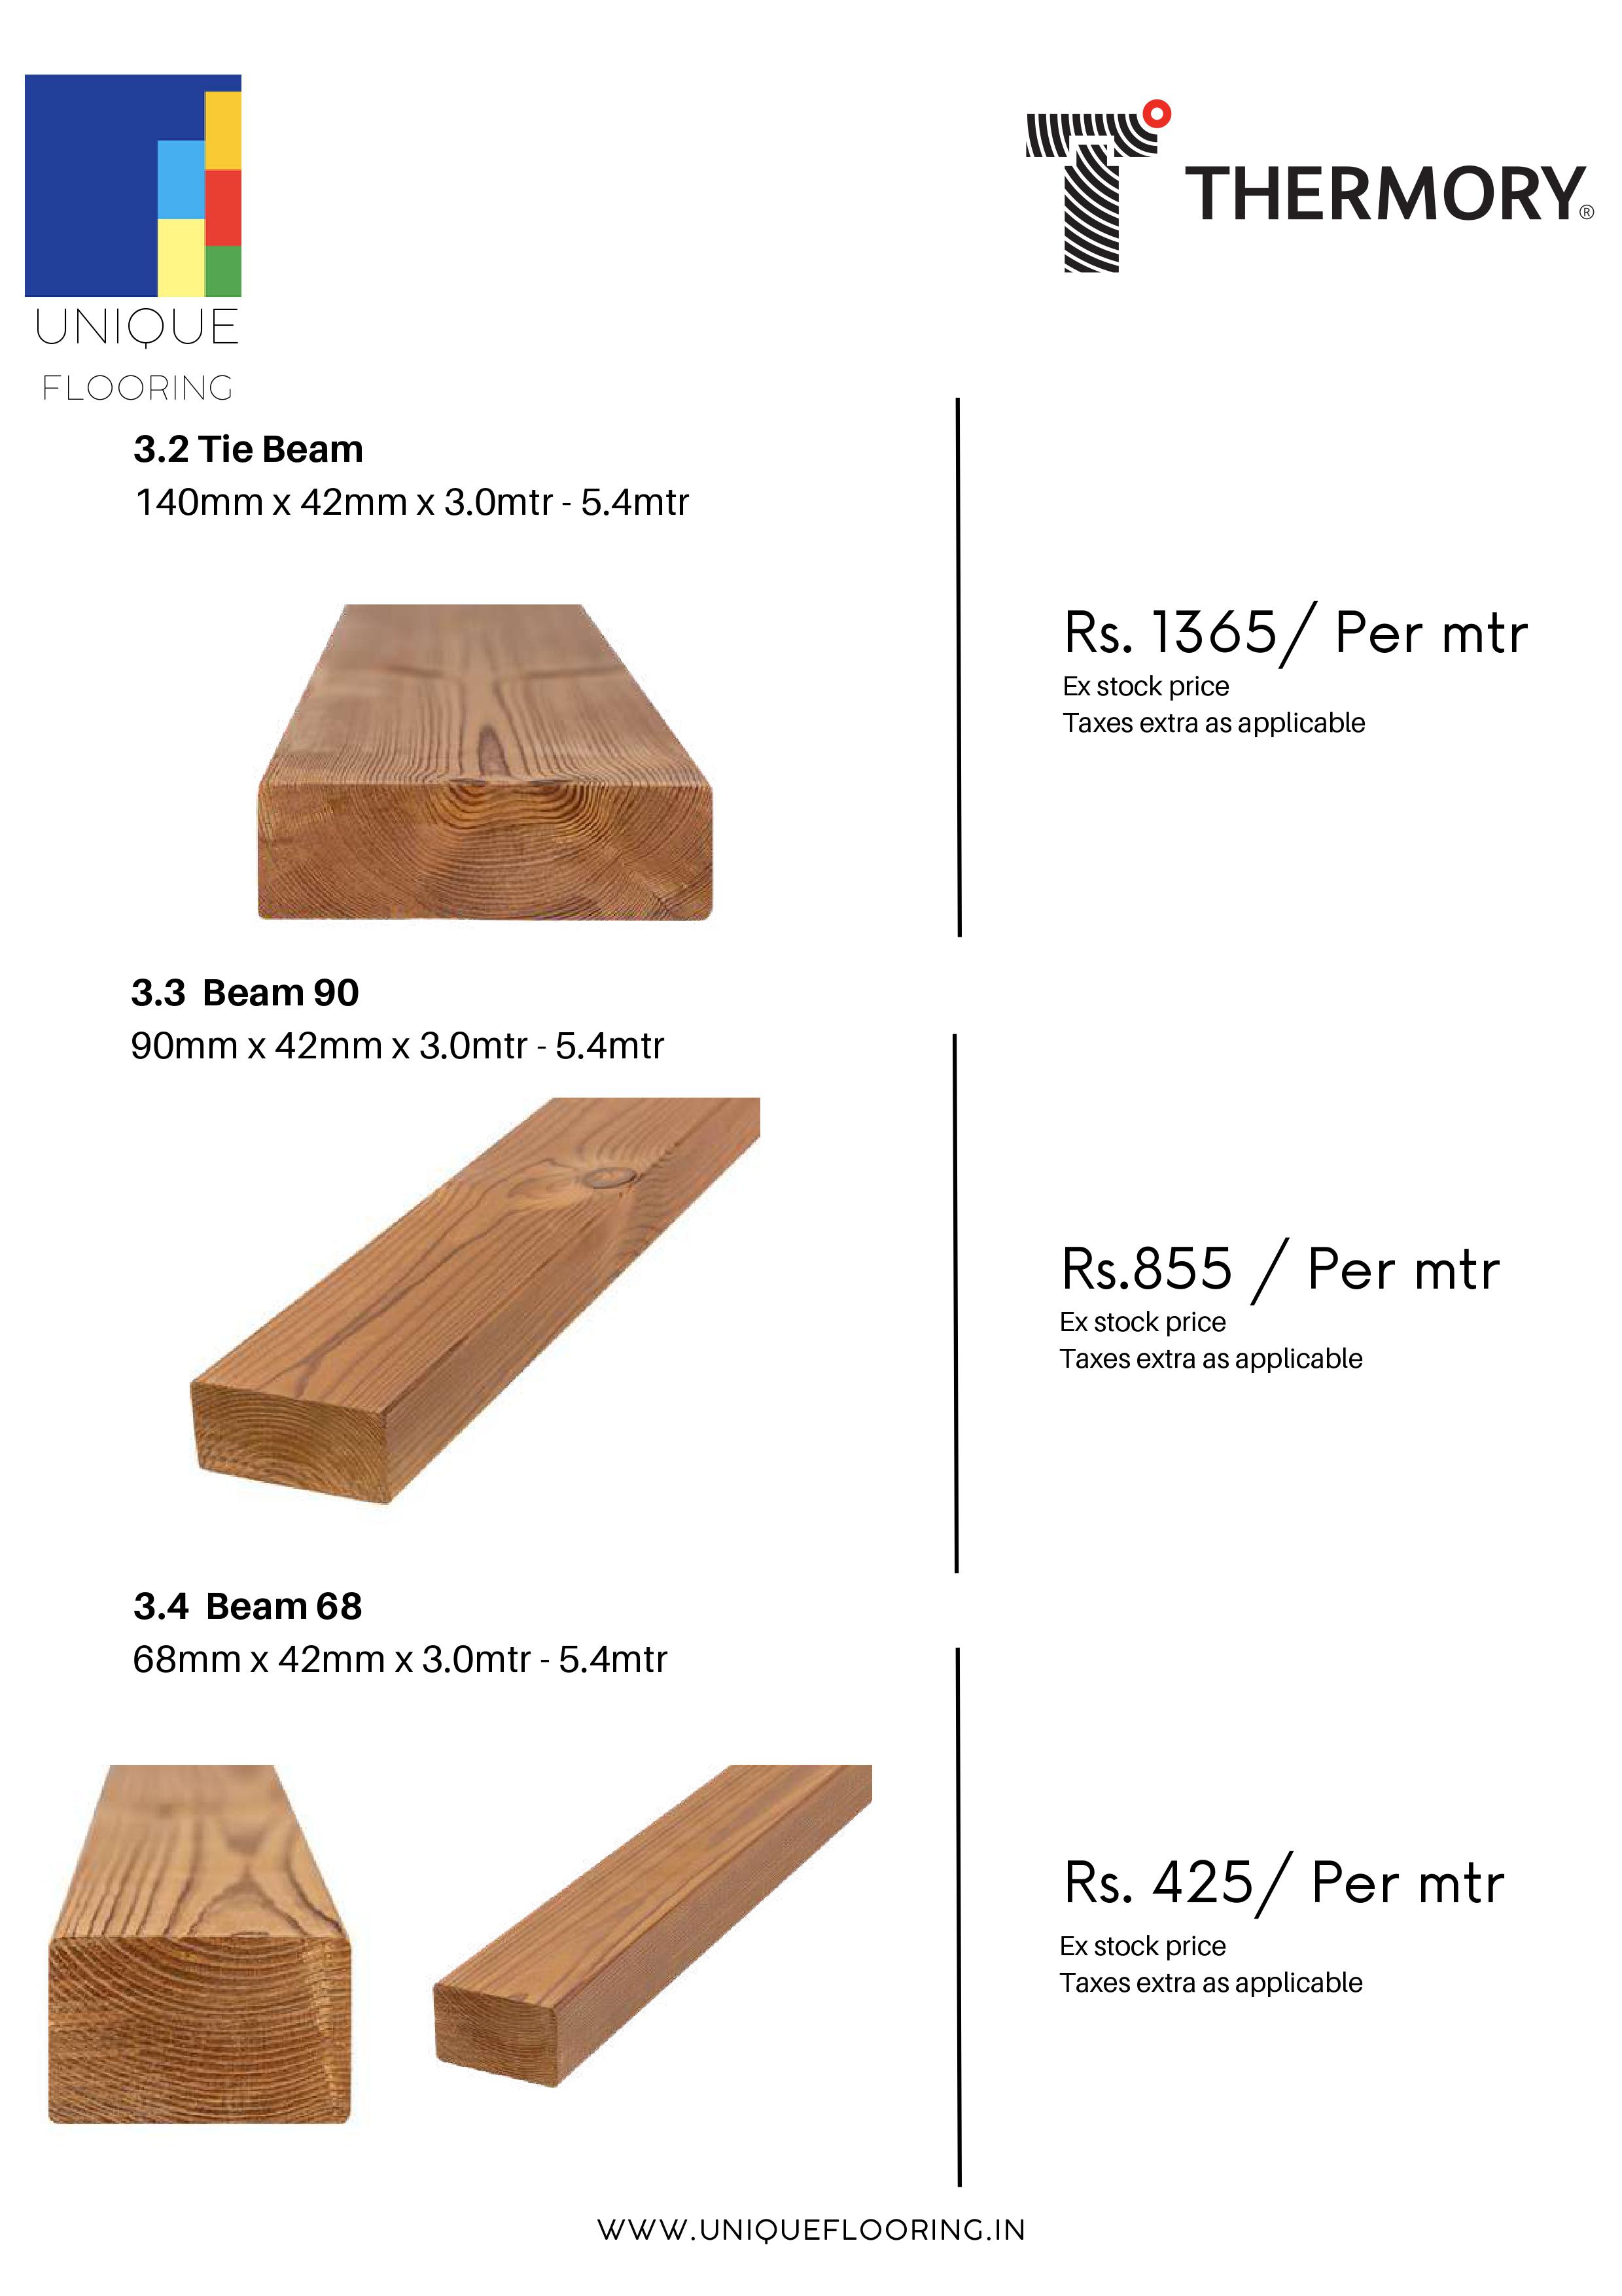 UNIQUE
FLOORING
THERMORY®
3.2 Tie Beam
140mm x 42mm x 3.0mtr - 5.4mtr
Rs. 1365/ Per mtr
Ex stock price
Taxes extra as applicable
3.3 Beam 90
90mm x 42mm x 3.0mtr - 5.4mtr
Rs.855 / Per mtr
Ex stock price
Taxes extra as applicable
3.4 Beam 68
68mm x 42mm x 3.0mtr - 5.4mtr
Rs. 425/ Per mtr
Ex stock price
Taxes extra as applicable
WWW.UNIQUEFLOORING.IN